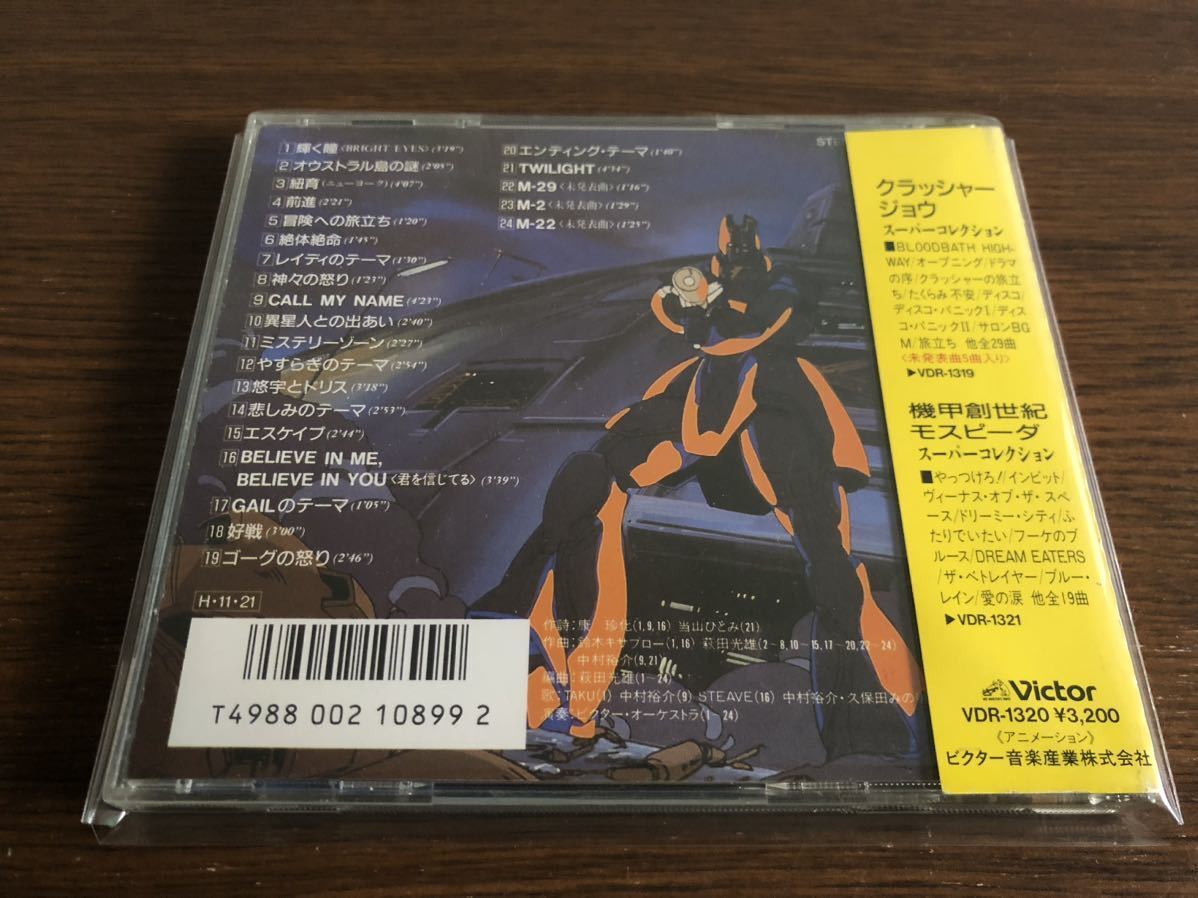 1 輝く瞳〈BRIGHT EYES〉(3'19")
2 オウストラル島の謎(2'05")
3 紐育(ニューヨーク)(4'07")
4 前進(2'21")
5 冒険への旅立ち(1'20")
6 絶体絶命(1'45")
7 レイディのテーマ(1'30")
8 神々の怒り(1'23")
9 CALL MY NAME(4'23")
10 異星人との出あい(2'40")
11 ミステリーゾーン(2'27")
12 やすらぎのテーマ(2'54")
13 悠宇とドリス(3'18")
14 悲しみのテーマ(2'53")
15 エスケイプ(2'44")
16 BELIEVE IN ME,
BELIEVE IN YOU〈君を信じてる〉(3'39")
17 GAILのテーマ(1'05")
18 好戦(3'00")
19 ゴーグの怒り(2'46")
20 エンディング・テーマ(1'40")
21 TWILIGHT(4'34")
22 M-29〈未発表曲〉(1'16")
23 M-2〈未発表曲〉(1'29")
24 M-22〈未発表曲〉(1'25")
H・11・21
T4988 002 10899 2
作詩:康 珍化(1,9,16) 当山ひとみ(21)
作曲:鈴木キサブロー(1,16) 萩田光雄(2~8,10~15,17~20,22~24)
中村裕介(9,21)
編曲:萩田光雄(1~24)
歌:TAKU(1) 中村裕介(9) STEAVE(16) 中村裕介・久保田みの
演奏:ビクター・オーケストラ(1~24)
クラッシャー
ジョウ
スーパーコレクション
■BLOODBATH HIGH-
WAY/オープニング/ドラマ
の序/クラッシャーの旅立
ち/たくらみ 不安/ディスコ/
ディスコ・パニックI/ディス
コ・パニックII/サロンBG
M/旅立ち 他全29曲
〈未発表曲5曲入り〉
▶VDR-1319
機甲創世紀
モスピーダ
スーパーコレクション
■やっつけろ!/インビット/
ヴィーナス・オブ・ザ・スペ
ース/ドリーミー・シティ/ふ
たりでいたい/フーケのブ
ルース/DREAM EATERS
/ザ・ベトレイヤー/ブルー・
レイン/愛の涙 他全19曲
▶VDR-1321
Victor
VDR-1320 ¥3,200
《アニメーション》
ビクター音楽産業株式会社